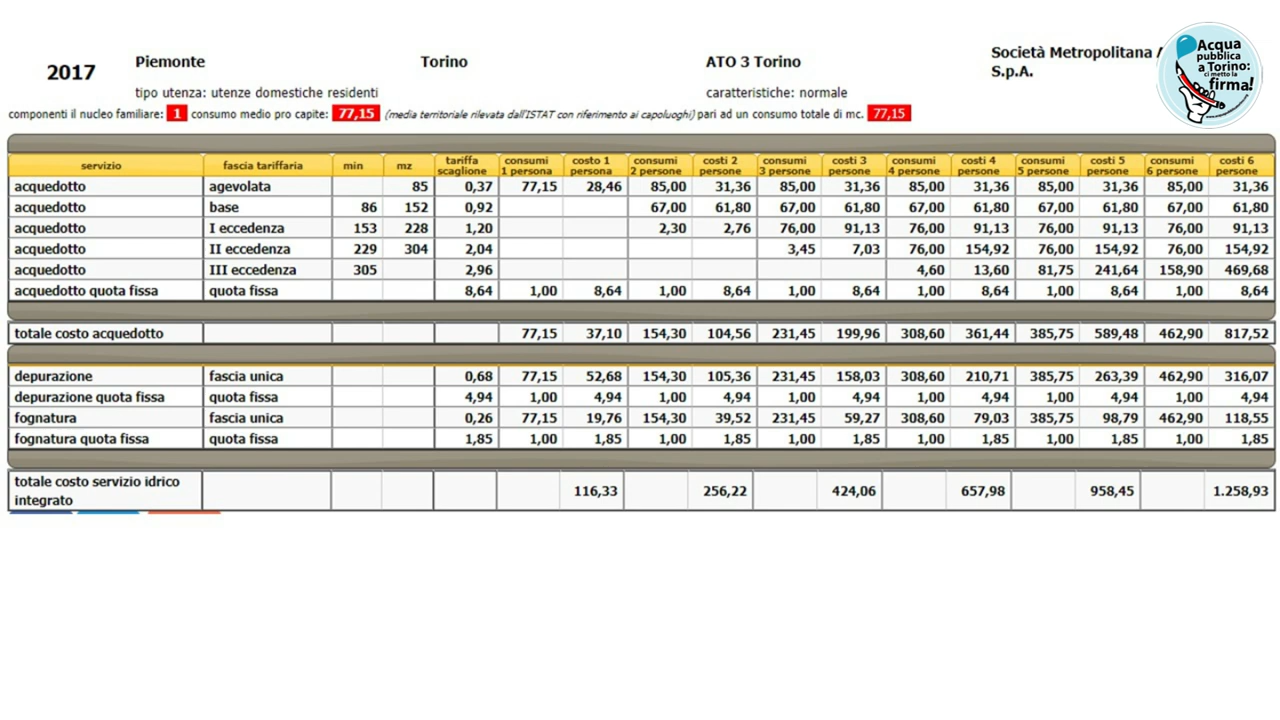 2017
Piemonte
Torino
ATO 3 Torino
Società Metropolitana
S.p.A.
tipo utenza: utenze domestiche residenti
caratteristiche: normale
componenti il nucleo familiare: 1 consumo medio pro capite: 77,15 (media territoriale rilevata dall'ISTAT con riferimento ai capoluoghi) pari ad un consumo totale di mc. 77,15
Acqua
pubblica
a Torino:
ci metto la
firma!
servizio fascia tariffaria min mz tariffa scaglione consumi 1 persona costo 1 persona consumi 2 persone costi 2 persone consumi 3 persone costi 3 persone consumi 4 persone costi 4 persone consumi 5 persone costi 5 persone consumi 6 persone costi 6 persone
acquedotto agevolata 85 0,37 77,15 28,46 85,00 31,36 85,00 31,36 85,00 31,36 85,00 31,36 85,00 31,36
acquedotto base 86 152 0,92 67,00 61,80 67,00 61,80 67,00 61,80 67,00 61,80 67,00 61,80
acquedotto I eccedenza 153 228 1,20 2,30 2,76 76,00 91,13 76,00 91,13 76,00 91,13 76,00 91,13
acquedotto II eccedenza 229 304 2,04 3,45 7,03 76,00 154,92 76,00 154,92 76,00 154,92
acquedotto III eccedenza 305 2,96 4,60 13,60 81,75 241,64 158,90 469,68
acquedotto quota fissa quota fissa 8,64 1,00 8,64 1,00 8,64 1,00 8,64 1,00 8,64 1,00 8,64 1,00 8,64
totale costo acquedotto 77,15 37,10 154,30 104,56 231,45 199,96 308,60 361,44 385,75 589,48 462,90 817,52
depurazione fascia unica 0,68 77,15 52,68 154,30 105,36 231,45 158,03 308,60 210,71 385,75 263,39 462,90 316,07
depurazione quota fissa quota fissa 4,94 1,00 4,94 1,00 4,94 1,00 4,94 1,00 4,94 1,00 4,94 1,00 4,94
fognatura fascia unica 0,26 77,15 19,76 154,30 39,52 231,45 59,27 308,60 79,03 385,75 98,79 462,90 118,55
fognatura quota fissa quota fissa 1,85 1,00 1,85 1,00 1,85 1,00 1,85 1,00 1,85 1,00 1,85 1,00 1,85
totale costo servizio idrico
integrato 116,33 256,22 424,06 657,98 958,45 1.258,93